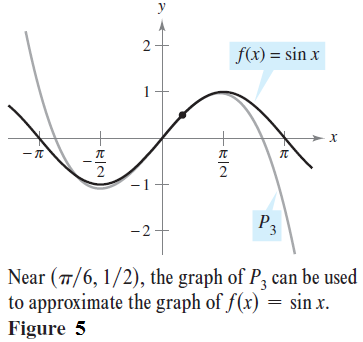 y
2
f(x) = sin x
1
x
−π
−π/2
π/2
π
−1
P₃
−2
Near (π/6, 1/2), the graph of P₃ can be used
to approximate the graph of f(x) = sin x.
Figure 5